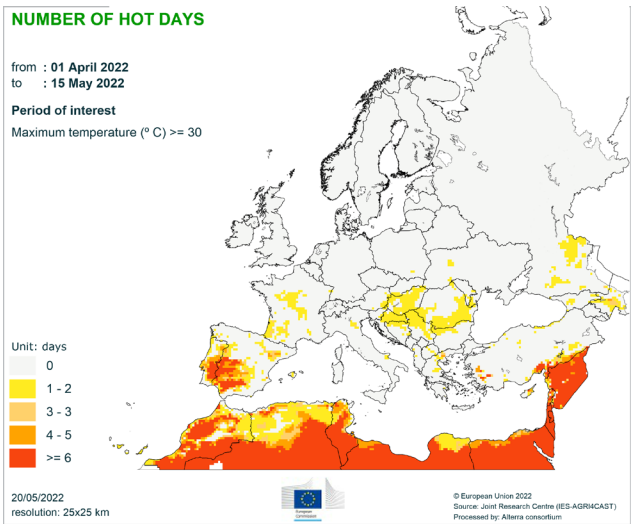 NUMBER OF HOT DAYS
from : 01 April 2022
to : 15 May 2022
Period of interest
Maximum temperature (º C) >= 30
Unit: days
0
1 - 2
3 - 3
4 - 5
>= 6
20/05/2022
resolution: 25x25 km
European
Commission
© European Union 2022
Source: Joint Research Centre (IES-AGRI4CAST)
Processed by: Alterra consortium